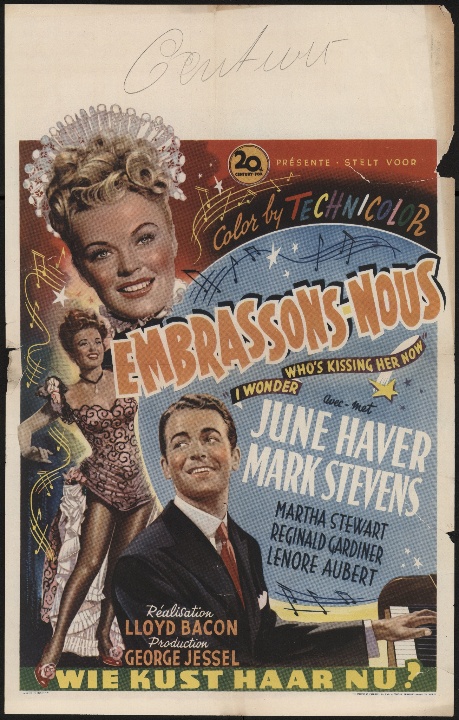 20th
CENTURY-FOX
PRÉSENTE - STELT VOOR
Color by TECHNICOLOR
EMBRASSONS-NOUS
I WONDER WHO'S KISSING HER NOW
avec-met
JUNE HAVER
MARK STEVENS
MARTHA STEWART
REGINALD GARDINER
LENORE AUBERT
Réalisation
LLOYD BACON
Production
GEORGE JESSEL
WIE KUST HAAR NU?